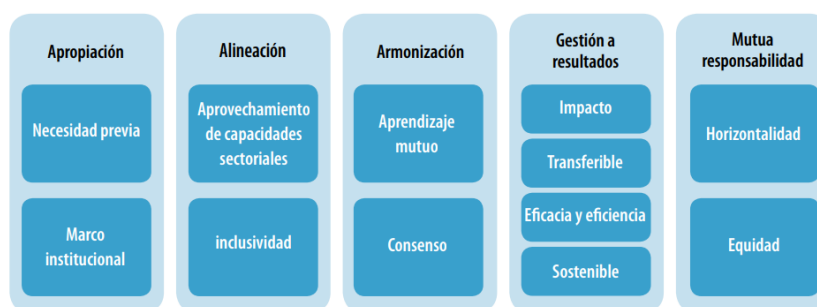 Apropiación
Necesidad previa
Marco
institucional
Alineación
Aprovechamiento
de capacidades
sectoriales
inclusividad
Armonización
Aprendizaje
mutuo
Consenso
Gestión a
resultados
Impacto
Transferible
Eficacia y eficiencia
Sostenible
Mutua
responsabilidad
Horizontalidad
Equidad